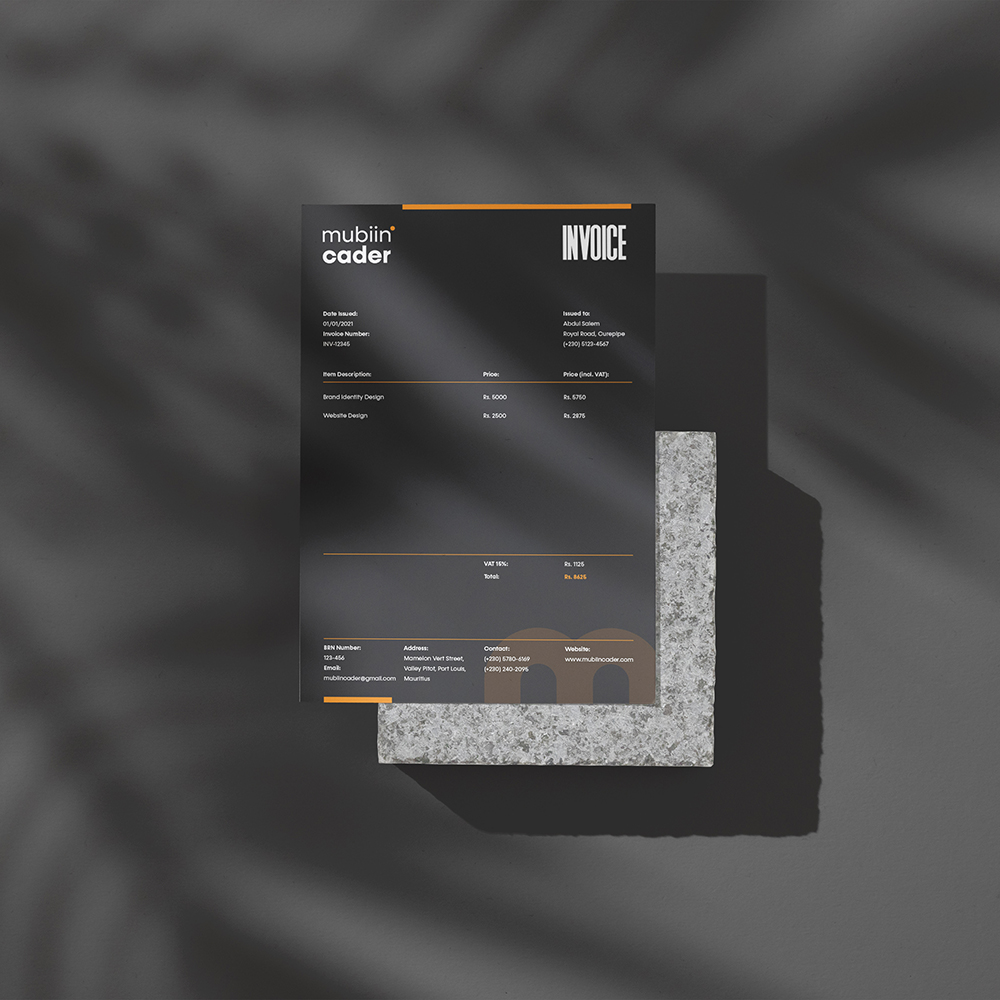 mubiin
cader
INVOICE
Date Issued:
01/01/2021
Invoice Number:
INV-12345
Issued to:
Abdul Salem
Royal Road, Curepipe
(+230) 5123-4567
Item Description: Price: Price (incl. VAT):
Brand Identity Design Rs. 5000 Rs. 5750
Website Design Rs. 2500 Rs. 2875
VAT 15%: Rs. 1125
Total: Rs. 8625
BRN Number:
123-456
Email:
mubiincader@gmail.com
Address:
Mamelon Vert Street,
Valley Pitot, Port Louis,
Mauritius
Contact:
(+230) 5780-6169
(+230) 240-2095
Website:
www.mubiincader.com
m